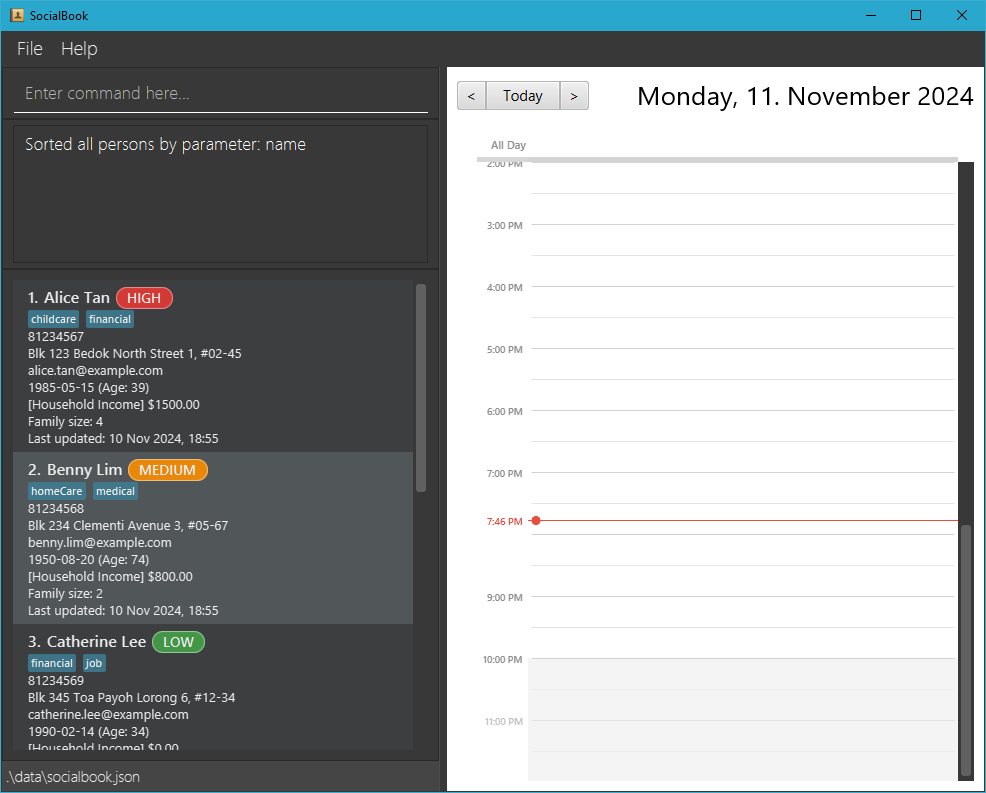 SocialBook
File Help
Enter command here...
Sorted all persons by parameter: name
1. Alice Tan HIGH
childcare financial
81234567
Blk 123 Bedok North Street 1, #02-45
alice.tan@example.com
1985-05-15 (Age: 39)
[Household Income] $1500.00
Family size: 4
Last updated: 10 Nov 2024, 18:55
2. Benny Lim MEDIUM
homeCare medical
81234568
Blk 234 Clementi Avenue 3, #05-67
benny.lim@example.com
1950-08-20 (Age: 74)
[Household Income] $800.00
Family size: 2
Last updated: 10 Nov 2024, 18:55
3. Catherine Lee LOW
financial job
81234569
Blk 345 Toa Payoh Lorong 6, #12-34
catherine.lee@example.com
1990-02-14 (Age: 34)
[Household Income] $0.00
.\data\socialbook.json
< Today >
Monday, 11. November 2024
All Day
2:00 PM
3:00 PM
4:00 PM
5:00 PM
6:00 PM
7:00 PM
7:46 PM
9:00 PM
10:00 PM
11:00 PM